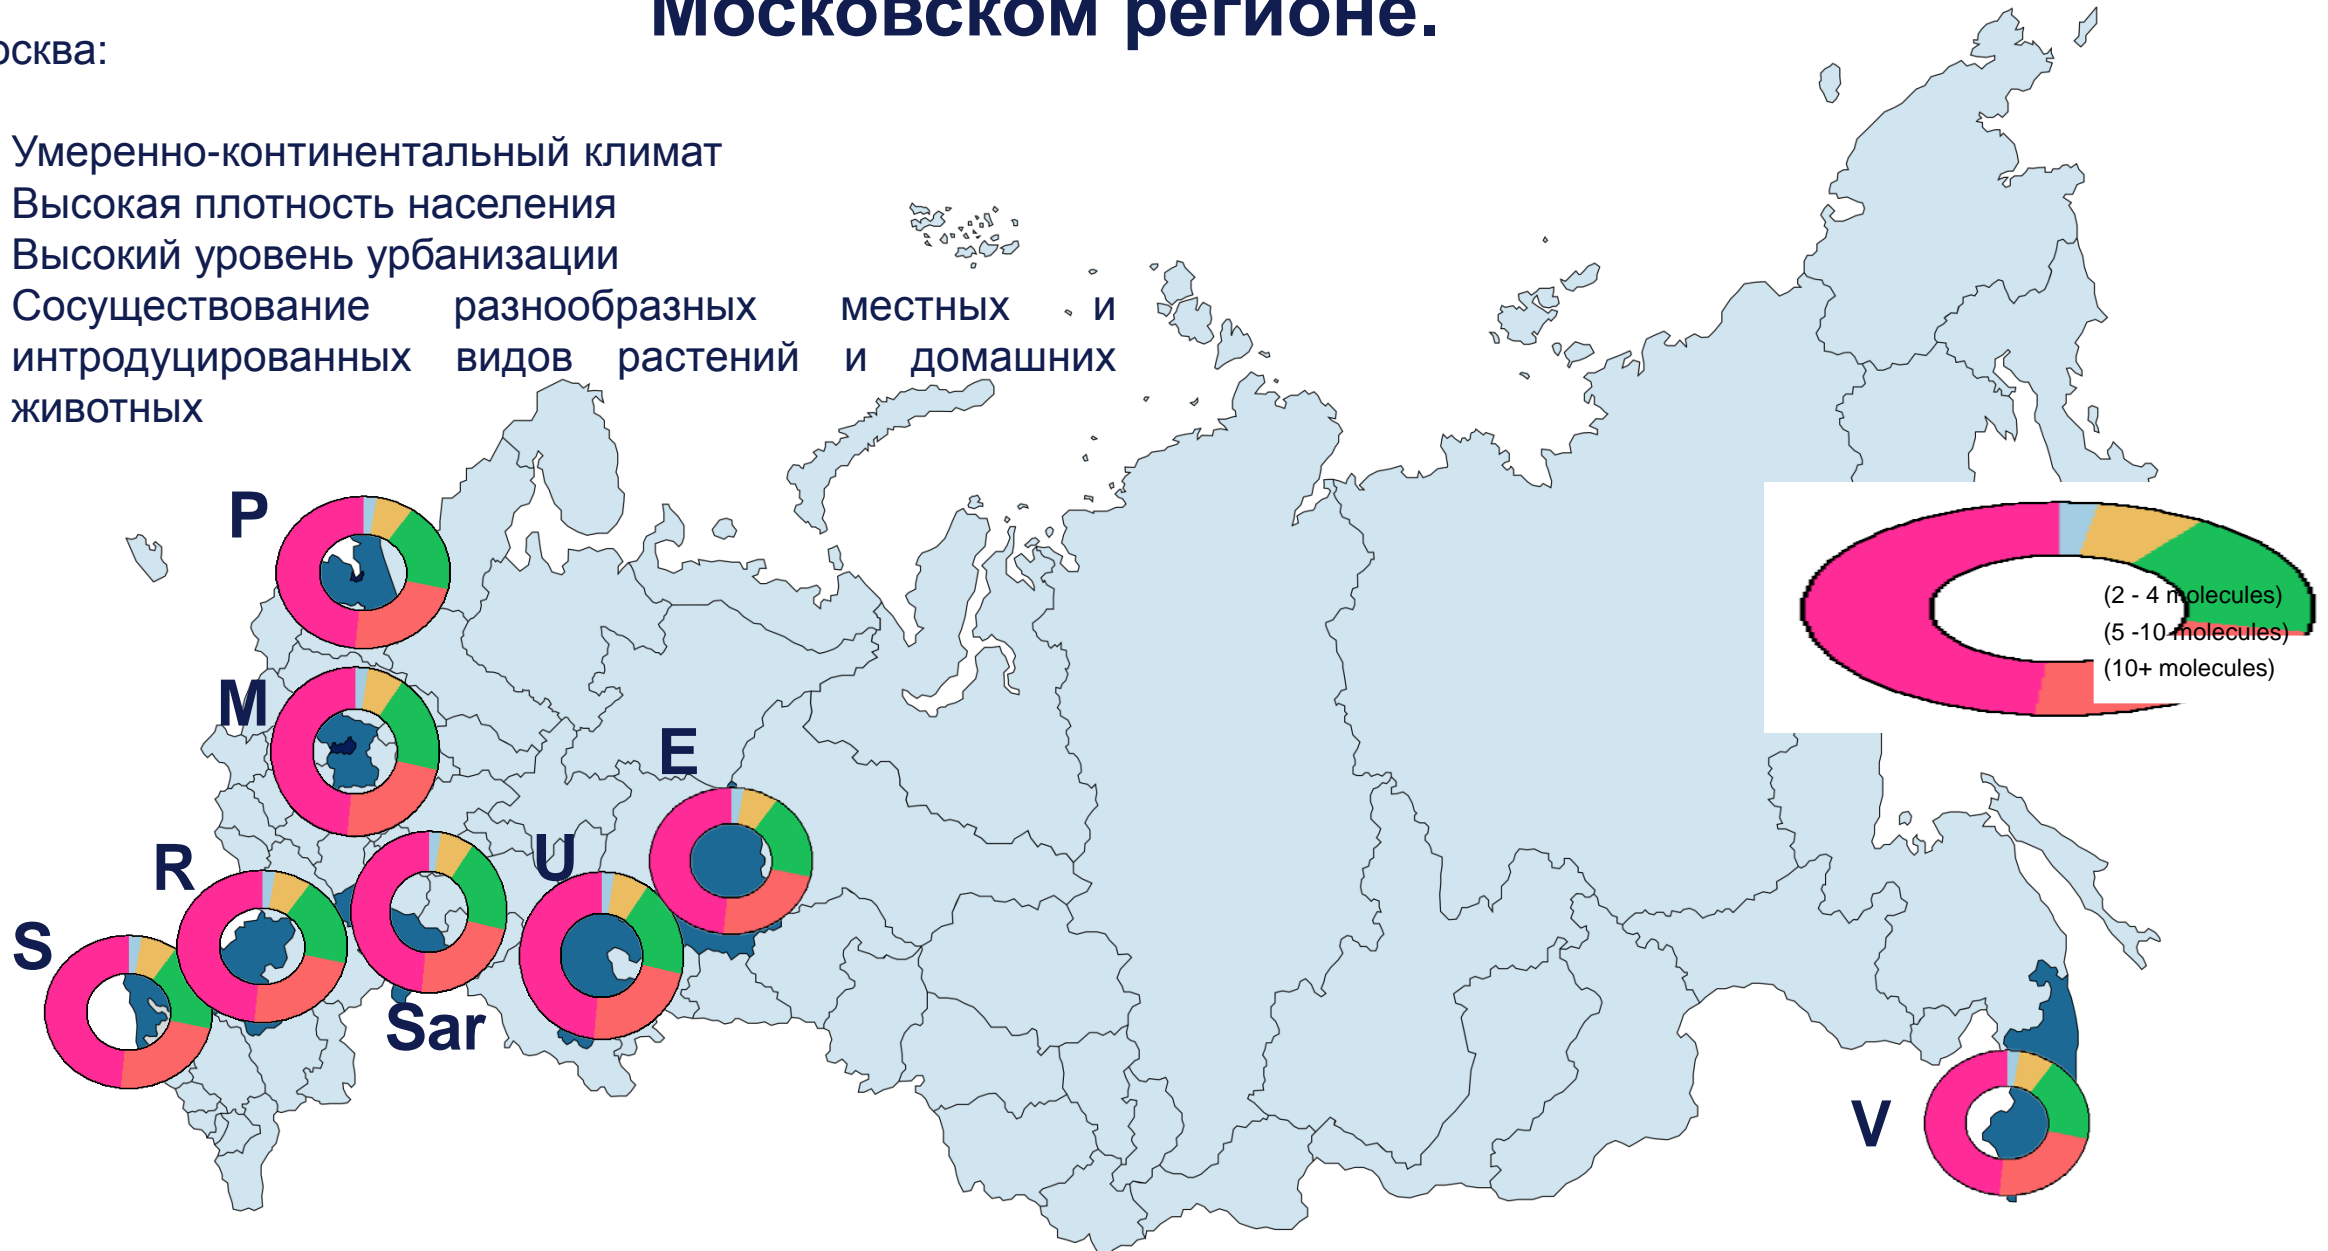 Московском регионе.
осква:
Умеренно-континентальный климат
Высокая плотность населения
Высокий уровень урбанизации
Сосуществование разнообразных местных и
интродуцированных видов растений и домашних
животных
P
M
E
R
U
S
Sar
V
(2 - 4 molecules)
(5 -10 molecules)
(10+ molecules)